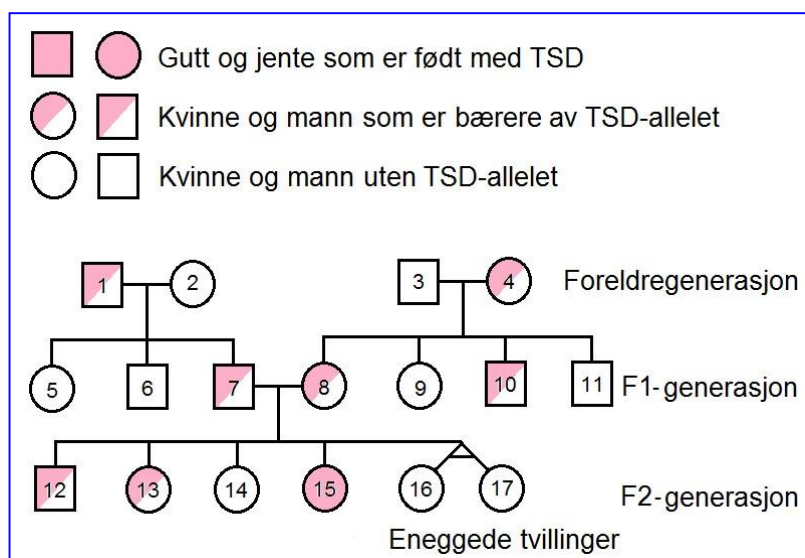 Gutt og jente som er født med TSD
Kvinne og mann som er bærere av TSD-allelet
Kvinne og mann uten TSD-allelet
1 2 3 4 Foreldregenerasjon
5 6 7 8 9 10 11 F1-generasjon
12 13 14 15 16 17 F2-generasjon
Eneggede tvillinger